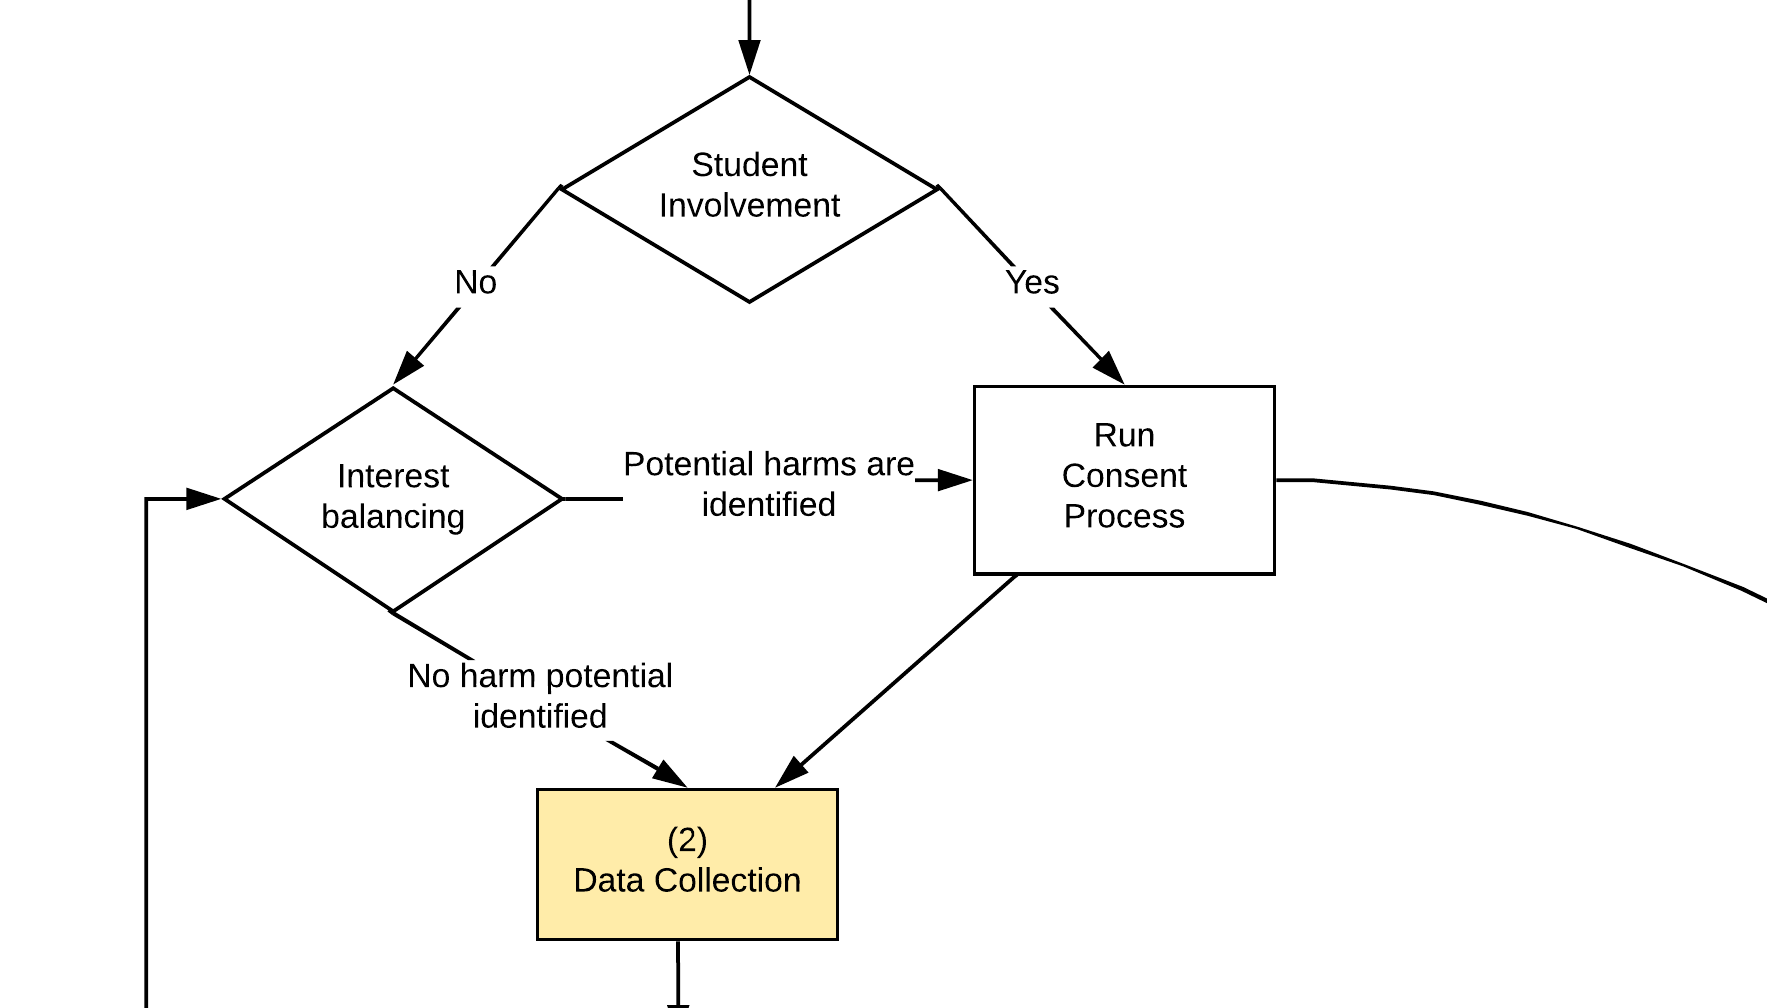 Student
Involvement
No
Yes
Interest
balancing
Potential harms are
identified
Run
Consent
Process
No harm potential
identified
(2)
Data Collection